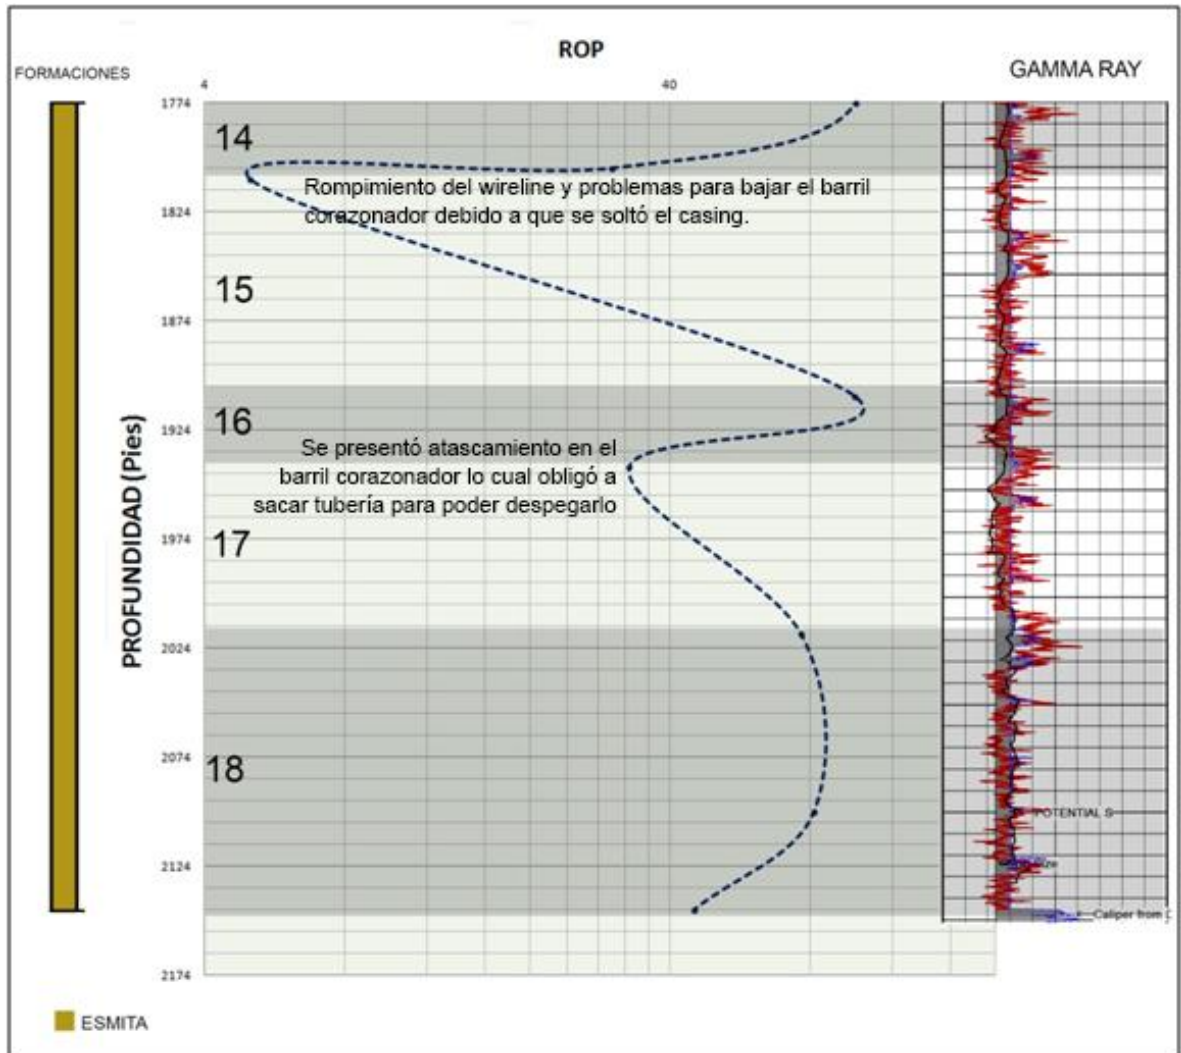 ROP
FORMACIONES
GAMMA RAY
4
40
1774
14
Rompimiento del wireline y problemas para bajar el barril
corazonador debido a que se soltó el casing.
1824
15
1874
16
1924
Se presentó atascamiento en el
barril corazonador lo cual obligó a
sacar tubería para poder despegarlo
PROFUNDIDAD (Pies)
1974
17
2024
2074
18
POTENTIAL S
2124
Caliper from
2174
ESMITA